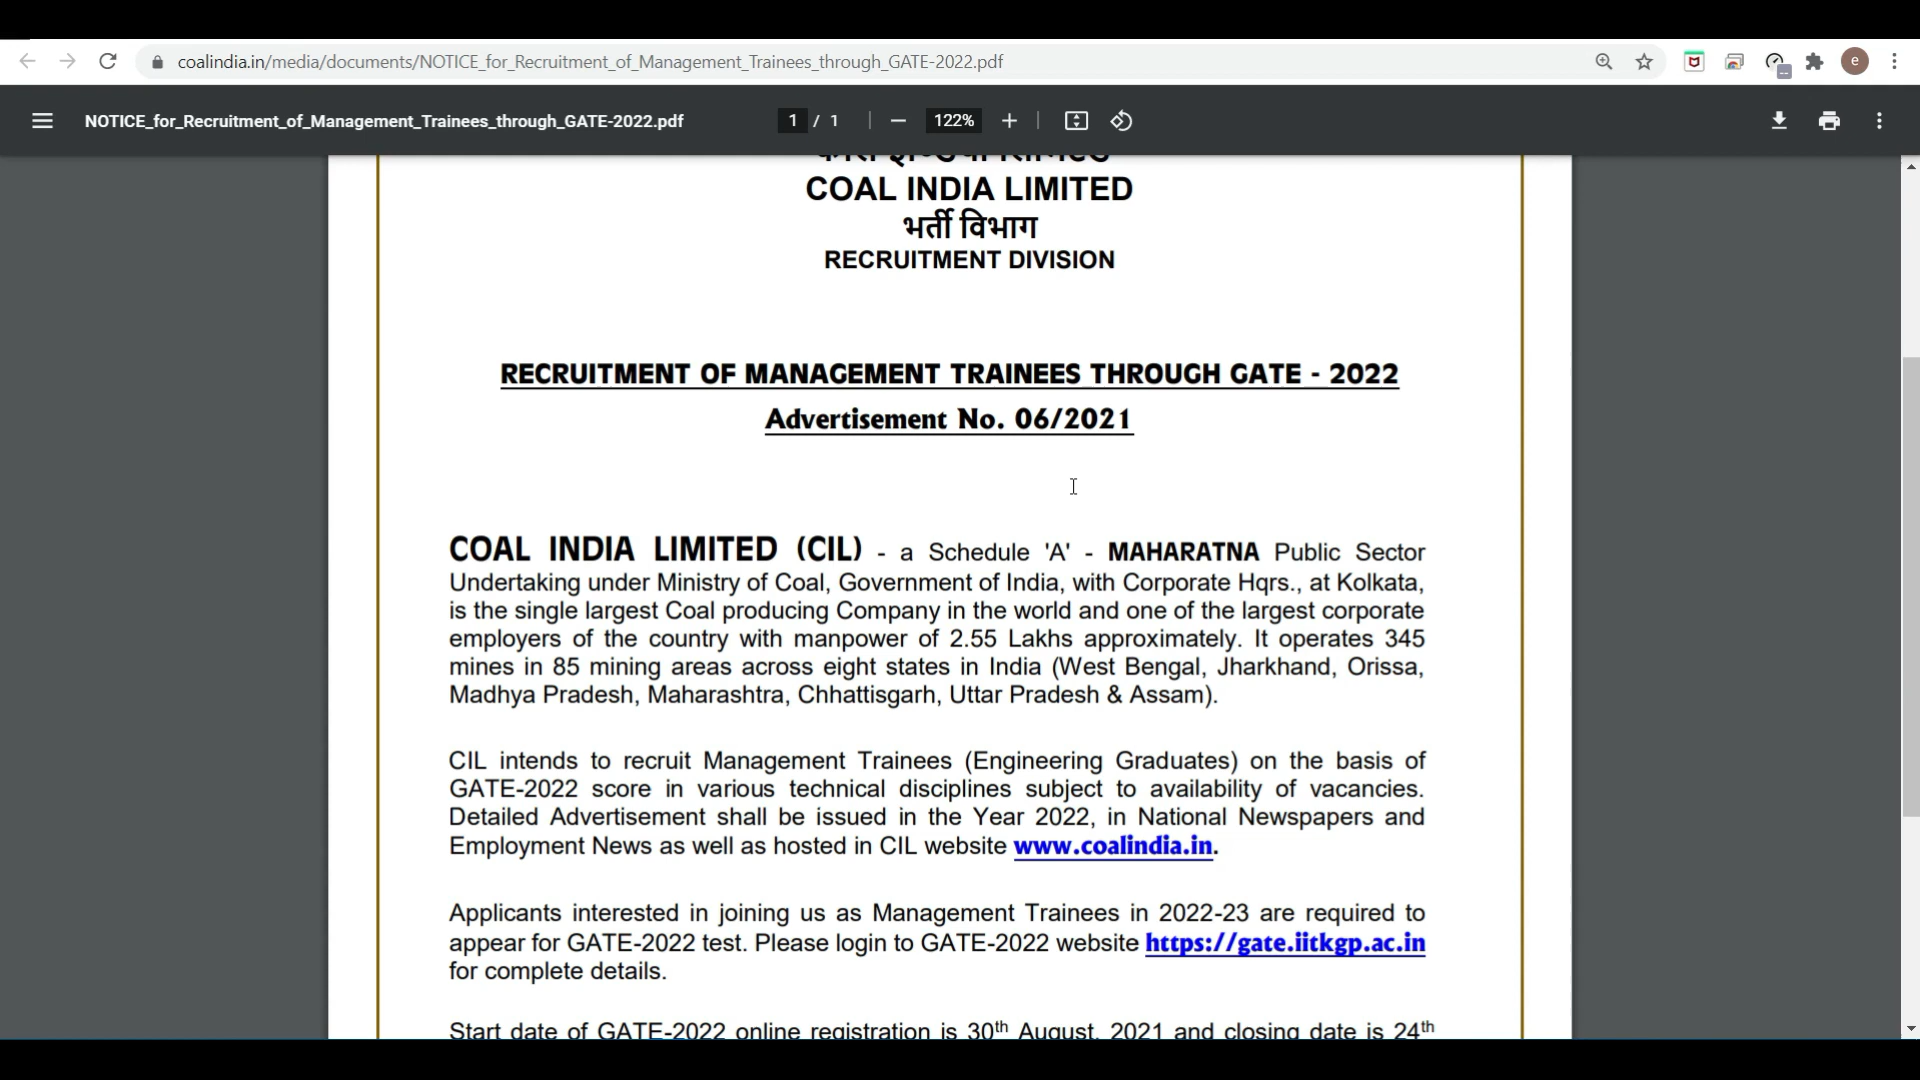 coalindia.in/media/documents/NOTICE_for_Recruitment_of_Management_Trainees_through_GATE-2022.pdf
e
NOTICE_for_Recruitment_of_Management_Trainees_through_GATE-2022.pdf
1 / 1
122%
COAL INDIA LIMITED
भर्ती विभाग
RECRUITMENT DIVISION
RECRUITMENT OF MANAGEMENT TRAINEES THROUGH GATE - 2022
Advertisement No. 06/2021
COAL INDIA LIMITED (CIL) - a Schedule 'A' - MAHARATNA Public Sector
Undertaking under Ministry of Coal, Government of India, with Corporate Hqrs., at Kolkata,
is the single largest Coal producing Company in the world and one of the largest corporate
employers of the country with manpower of 2.55 Lakhs approximately. It operates 345
mines in 85 mining areas across eight states in India (West Bengal, Jharkhand, Orissa,
Madhya Pradesh, Maharashtra, Chhattisgarh, Uttar Pradesh & Assam).
CIL intends to recruit Management Trainees (Engineering Graduates) on the basis of
GATE-2022 score in various technical disciplines subject to availability of vacancies.
Detailed Advertisement shall be issued in the Year 2022, in National Newspapers and
Employment News as well as hosted in CIL website www.coalindia.in.
Applicants interested in joining us as Management Trainees in 2022-23 are required to
appear for GATE-2022 test. Please login to GATE-2022 website https://gate.iitkgp.ac.in
for complete details.
Start date of GATE-2022 online registration is 30th August, 2021 and closing date is 24th